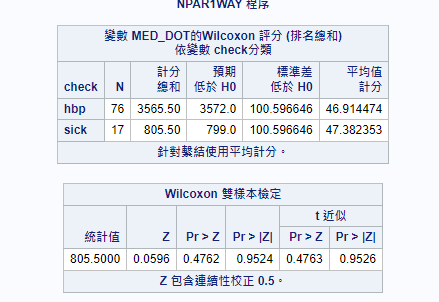 NPAR1WAY 程序
變數 MED_DOT的Wilcoxon 評分 (排名總和)
依變數 check分類
check N 計分總和 預期低於 H0 標準差低於 H0 平均值計分
hbp 76 3565.50 3572.0 100.596646 46.914474
sick 17 805.50 799.0 100.596646 47.382353
針對繫結使用平均計分。
Wilcoxon 雙樣本檢定
t 近似
統計值 Z Pr > Z Pr > |Z| Pr > Z Pr > |Z|
805.5000 0.0596 0.4762 0.9524 0.4763 0.9526
Z 包含連續性校正 0.5。